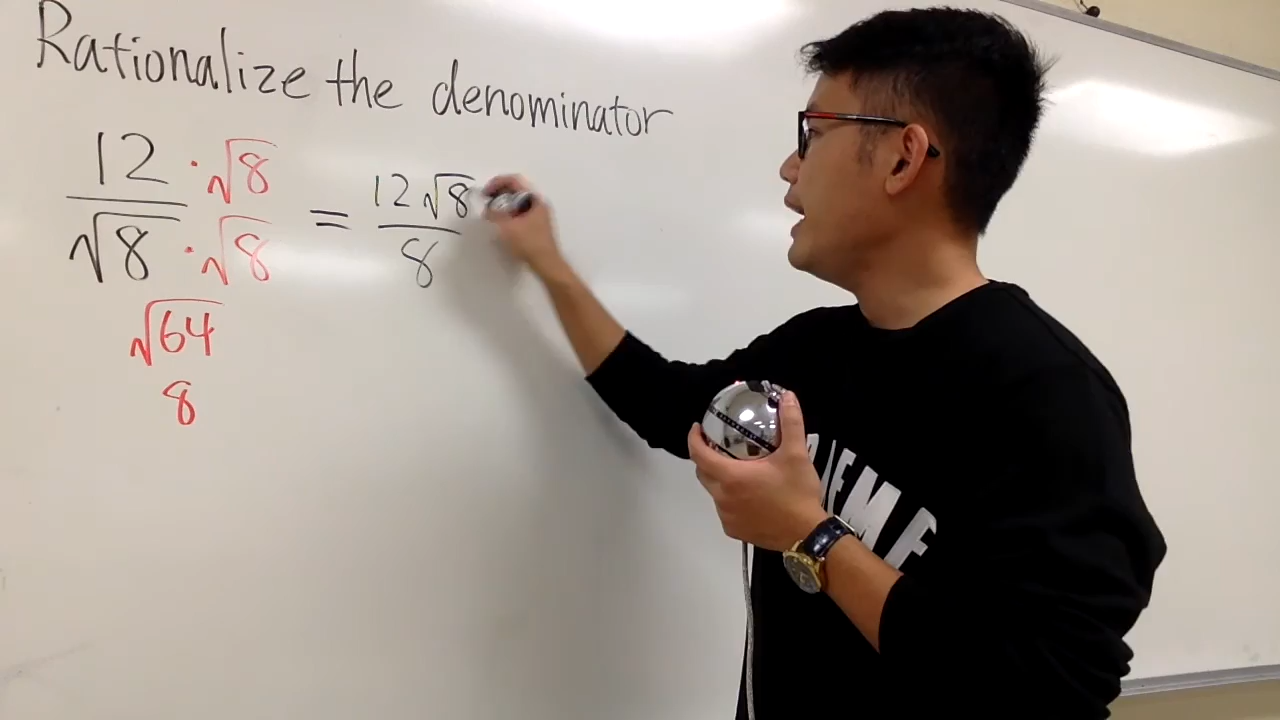 Rationalize the denominator
12 · √8 = 12 √8
√8 · √8 8
√64
8